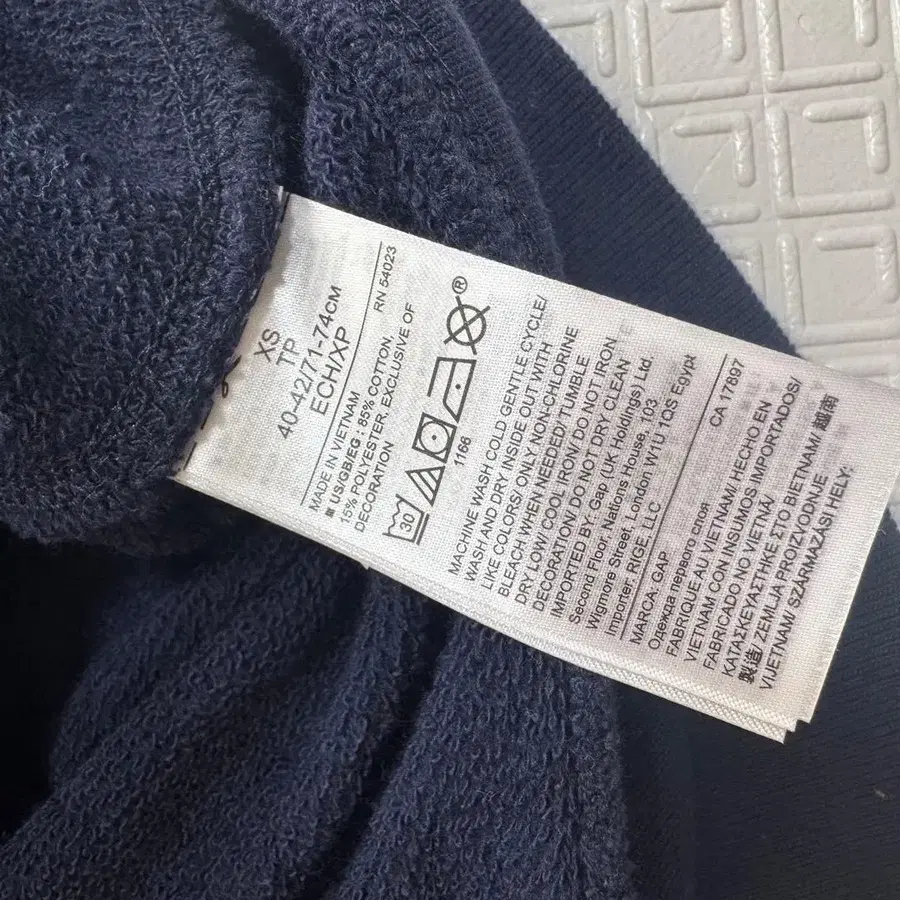 XS
TP
40-42/71-74CM
ECH/XP
RN 54023
MADE IN VIETNAM
US/GB/EG : 85% COTTON,
15% POLYESTER, EXCLUSIVE OF
DECORATION
30
1166
®
MACHINE WASH COLD GENTLE CYCLE/
WASH AND DRY INSIDE OUT WITH
LIKE COLORS/ ONLY NON-CHLORINE
BLEACH WHEN NEEDED/ TUMBLE
DRY LOW/ COOL IRON/ DO NOT IRON
DECORATION/ DO NOT DRY CLEAN
IMPORTED BY: Gap (UK Holdings) Ltd.
Second Floor, Nations House, 103
Wigmore Street, London W1U 1QS Egypt
Importer: RIGE, LLC
MARCA: GAP
CA 17897
Одежда первого слоя
FABRIQUÉ AU VIETNAM/ HECHO EN
VIETNAM CON INSUMOS IMPORTADOS/
FABRICADO NO VIETNÃ/
ΚΑΤΑΣΚΕΥΑΣΤΗΚΕ ΣΤΟ ΒΙΕΤΝΑΜ/ 越南
製造/ ZEMLJA PROIZVODNJE
VIJETNAM/ SZÁRMAZÁSI HELY: